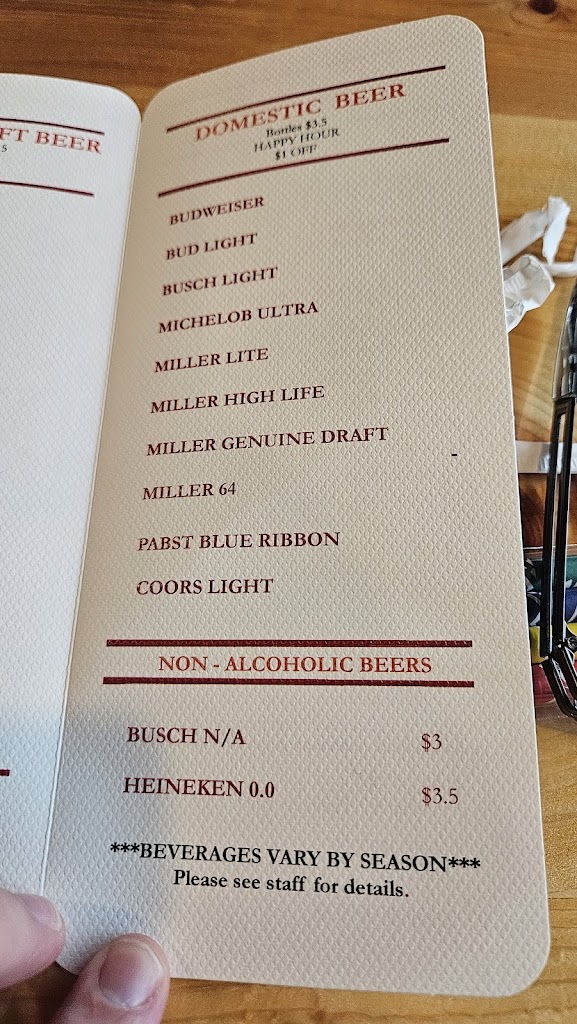 FT BEER
5
DOMESTIC BEER
Bottles $3.5
HAPPY HOUR
$1 OFF
BUDWEISER
BUD LIGHT
BUSCH LIGHT
MICHELOB ULTRA
MILLER LITE
MILLER HIGH LIFE
MILLER GENUINE DRAFT
MILLER 64
PABST BLUE RIBBON
COORS LIGHT
NON - ALCOHOLIC BEERS
BUSCH N/A $3
HEINEKEN 0.0 $3.5
***BEVERAGES VARY BY SEASON***
Please see staff for details.